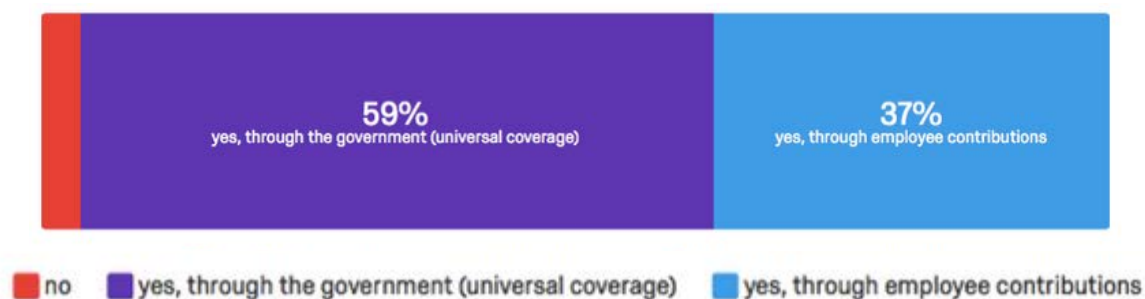 59%
yes, through the government (universal coverage)
37%
yes, through employee contributions
no yes, through the government (universal coverage) yes, through employee contributions